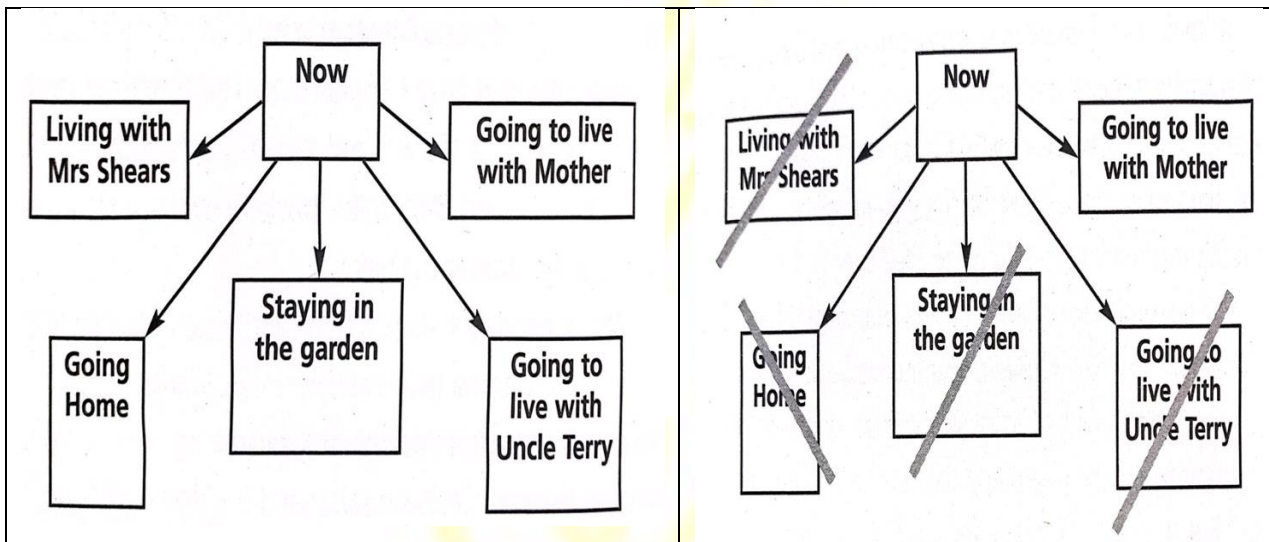 Now
Living with
Mrs Shears
Going to live
with Mother
Staying in
the garden
Going
Home
Going to
live with
Uncle Terry
Now
Living with
Mrs Shears
Going to live
with Mother
Staying in
the garden
Going
Home
Going to
live with
Uncle Terry